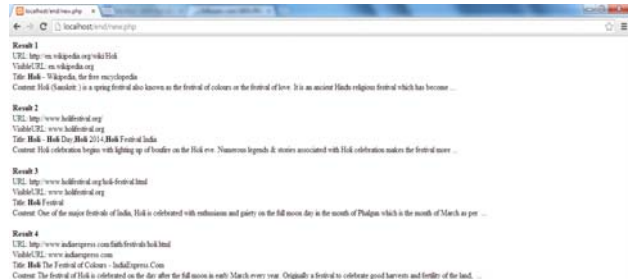 localhost/xnd/new.php
localhost/xnd/new.php
Result 1
URL: http://en.wikipedia.org/wiki/Holi
VisibleURL: en.wikipedia.org
Title: Holi - Wikipedia, the free encyclopedia
Content: Holi (Sanskrit: ) is a spring festival also known as the festival of colours or the festival of love. It is an ancient Hindu religious festival which has become ...
Result 2
URL: http://www.holifestival.org/
VisibleURL: www.holifestival.org
Title: Holi - Holi Day,Holi 2014,Holi Festival India
Content: Holi celebration begins with lighting up of bonfire on the Holi eve. Numerous legends & stories associated with Holi celebration makes the festival more ...
Result 3
URL: http://www.holifestival.org/holi-festival.html
VisibleURL: www.holifestival.org
Title: Holi Festival
Content: One of the major festivals of India, Holi is celebrated with enthusiasm and gaiety on the full moon day in the month of Phalgun which is the month of March as per ...
Result 4
URL: http://www.indiaexpress.com/faith/festivals/holi.html
VisibleURL: www.indiaexpress.com
Title: Holi The Festival of Colours - IndiaExpress.Com
Content: The festival of Holi is celebrated on the day after the full moon in early March every year. Originally a festival to celebrate good harvests and fertility of the land, ...